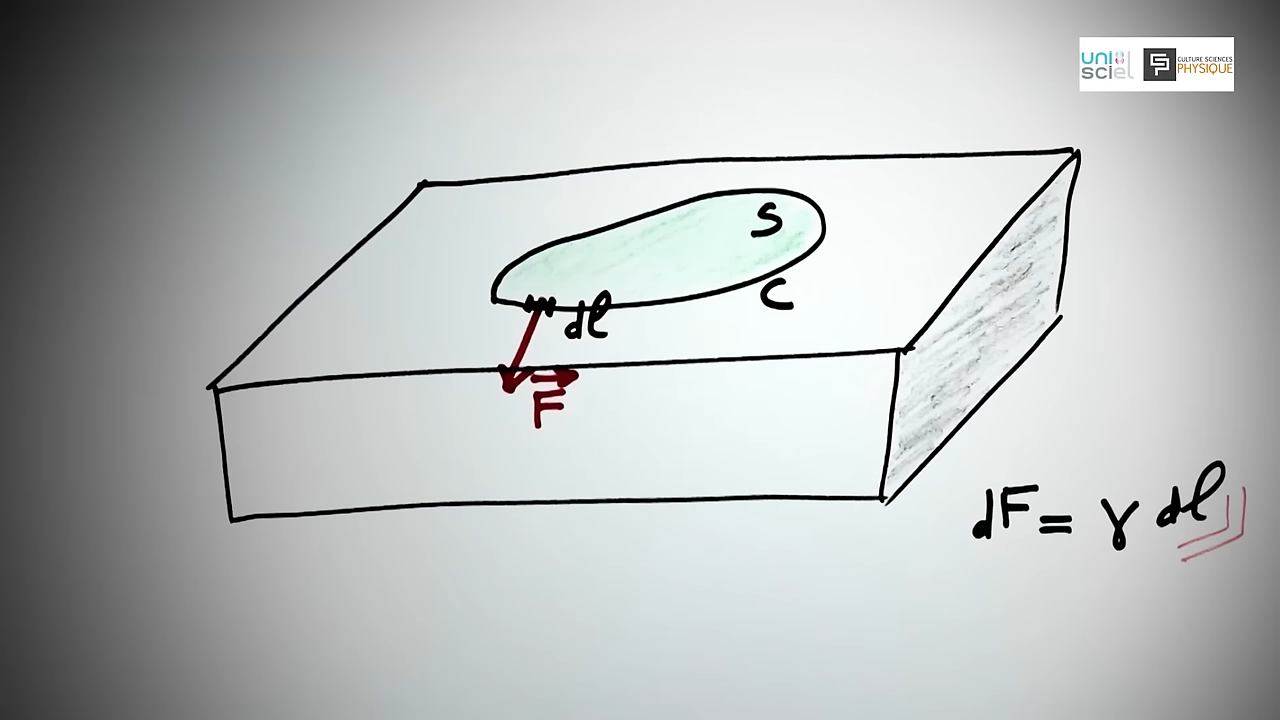 uni
sciel
CULTURE SCIENCES
PHYSIQUE
S
C
dl
F
dF = γ dl